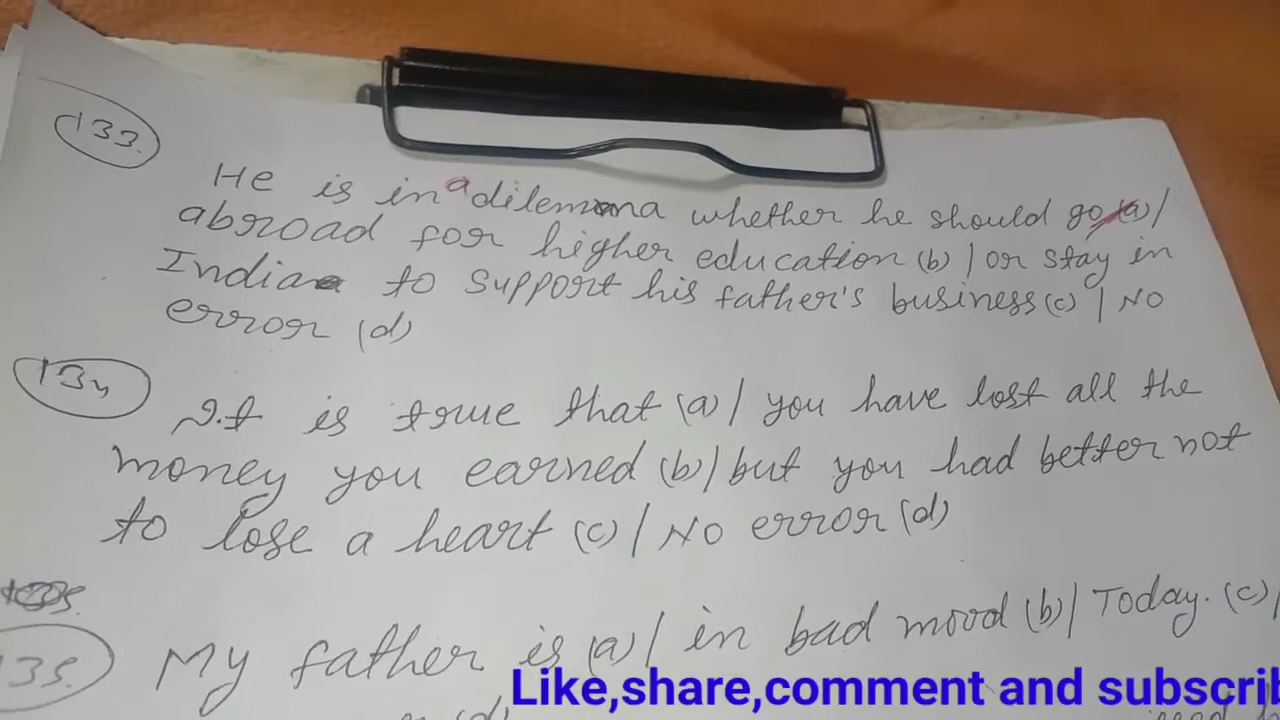 133.
He is in a dilemma whether he should go (a) /
abroad for higher education (b) / or stay in
India to support his father's business (c) / No
error (d)
134
It is true that (a) / you have lost all the
money you earned (b) / but you had better not
to lose a heart (c) / No error (d)
135.
My father is (a) / in bad mood (b) / Today. (c) /
(d)
Like,share,comment and subscrib